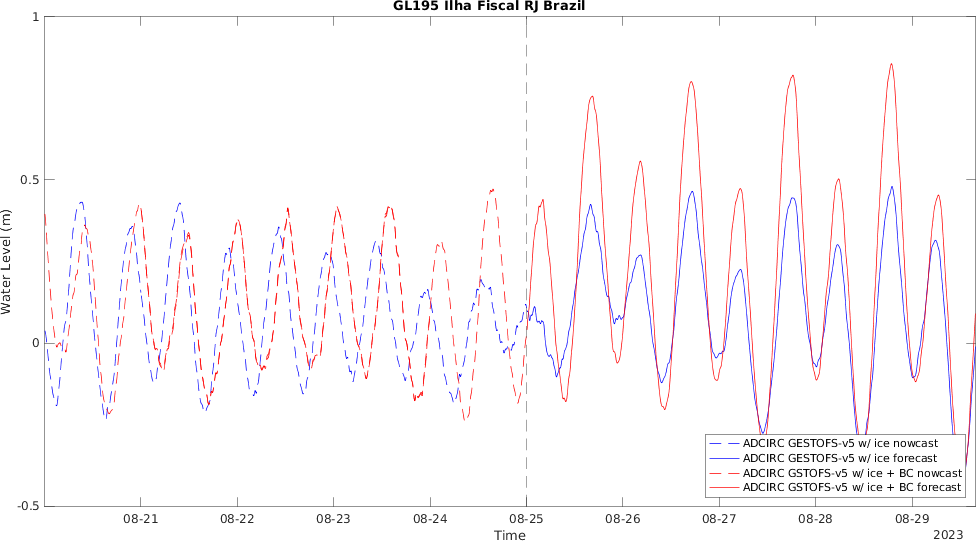 GL195 Ilha Fiscal RJ Brazil
1
0.5
0
-0.5
Water Level (m)
ADCIRC GESTOFS-v5 w/ ice nowcast
ADCIRC GESTOFS-v5 w/ ice forecast
ADCIRC GSTOFS-v5 w/ ice + BC nowcast
ADCIRC GSTOFS-v5 w/ ice + BC forecast
08-21 08-22 08-23 08-24 08-25 08-26 08-27 08-28 08-29
Time
2023